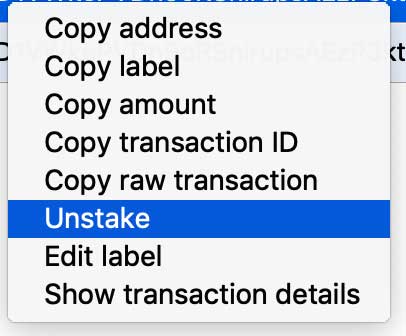 Copy address
Copy label
Copy amount
Copy transaction ID
Copy raw transaction
Unstake
Edit label
Show transaction details